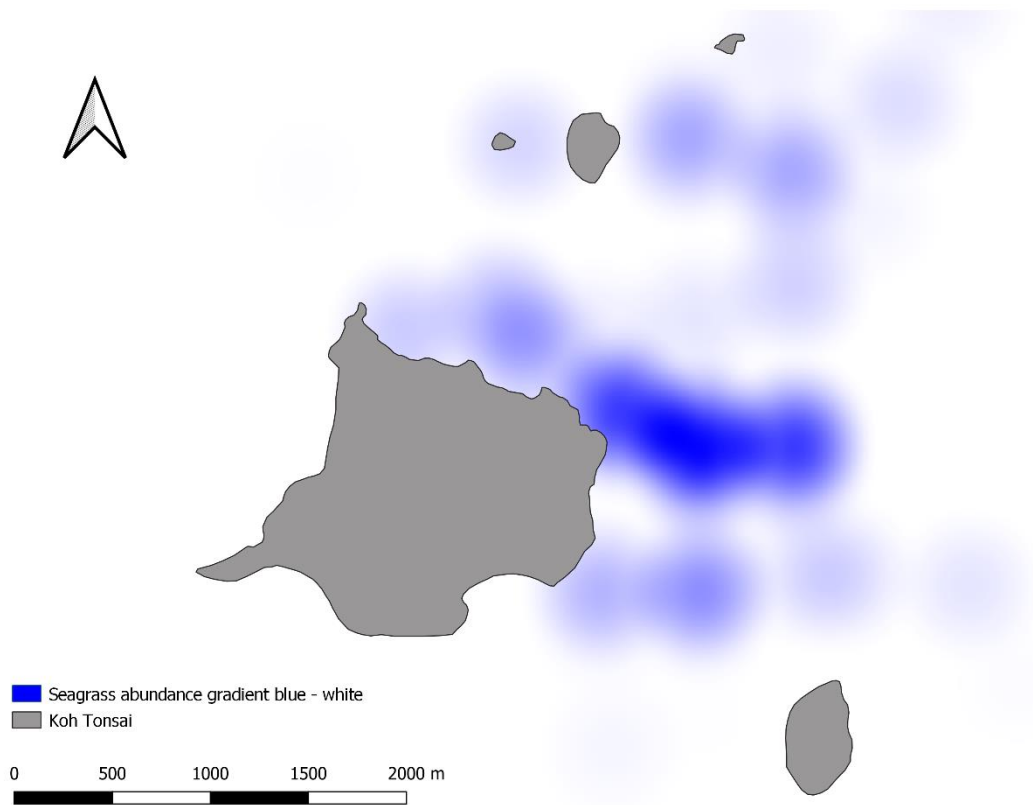 Seagrass abundance gradient blue - white
Koh Tonsai
0 500 1000 1500 2000 m